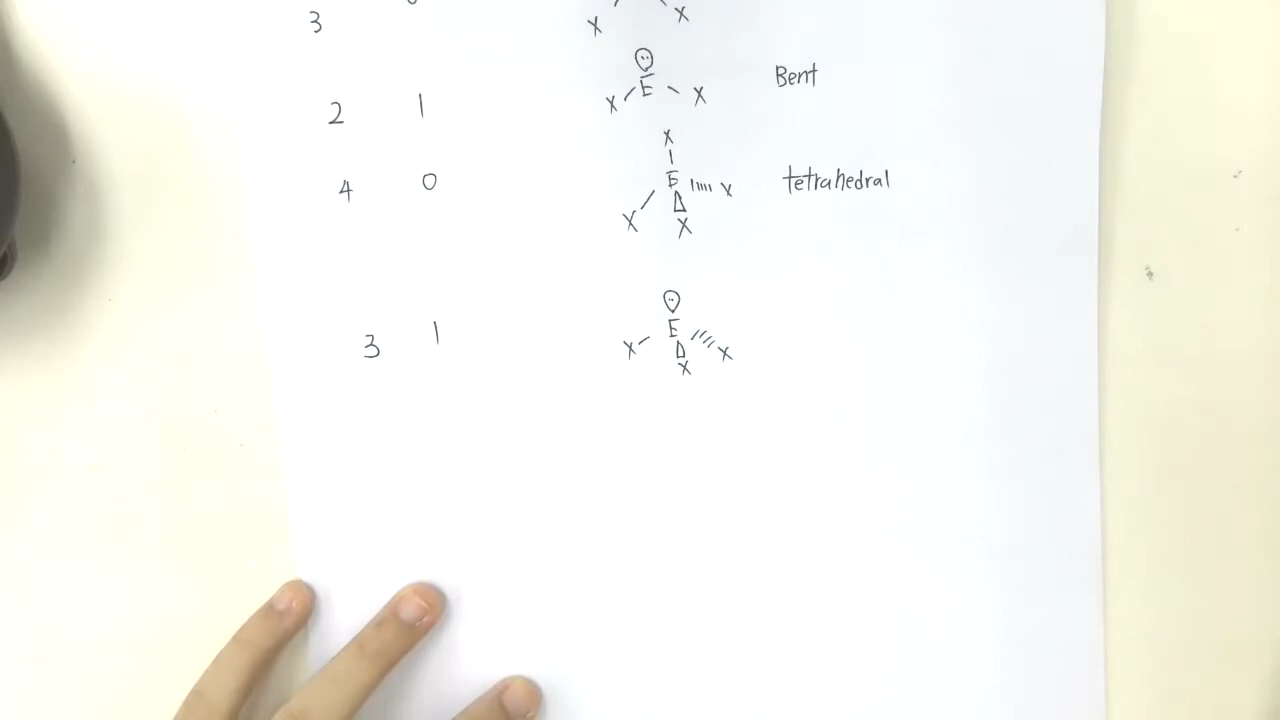 3
X X
E
X X
2 1
Bent
X
E X
4 0
tetrahedral
X X
E
3 1
X X
X